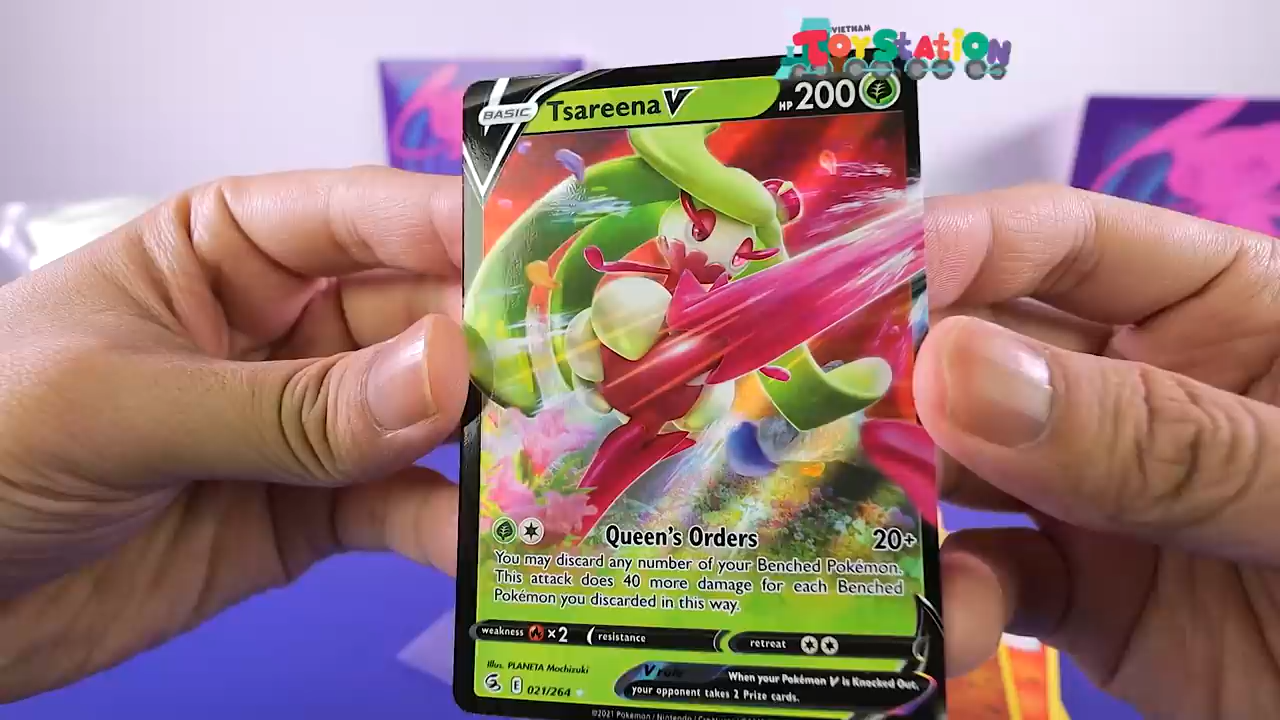 VIETNAM
ToyStation
BASIC
Tsareena V
HP 200
Queen's Orders 20+
You may discard any number of your Benched Pokémon.
This attack does 40 more damage for each Benched
Pokémon you discarded in this way.
weakness ×2 resistance retreat
Illus. PLANETA Mochizuki
V rule
When your Pokémon V is Knocked Out,
your opponent takes 2 Prize cards.
E 021/264
©2021 Pokémon / Nintendo /